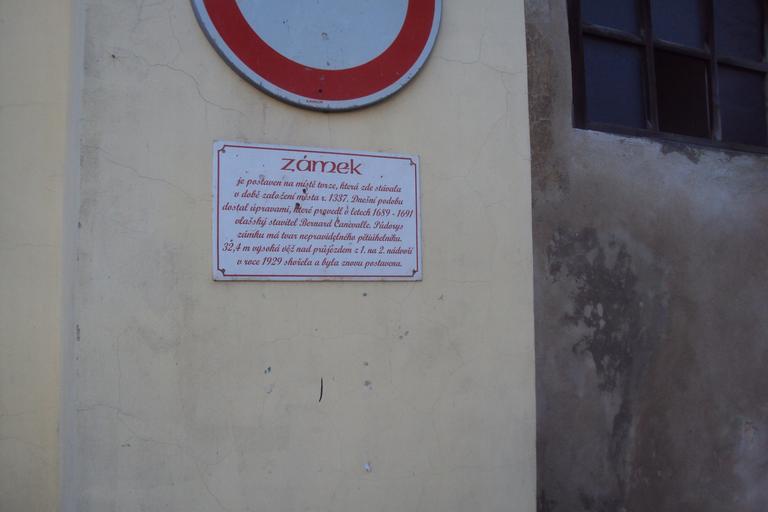 zámek
je postaven na místě tvrze, která zde stávala
v době založení města r. 1337. Dnešní podobu
dostal úpravami, které provedl v letech 1689 - 1691
vlašský stavitel Bernard Canevalle. Půdorys
zámku má tvar nepravidelného pětiúhelníku.
32,4 m vysoká věž nad průjezdem z 1. na 2. nádvoří
v roce 1929 shořela a byla znovu postavena.